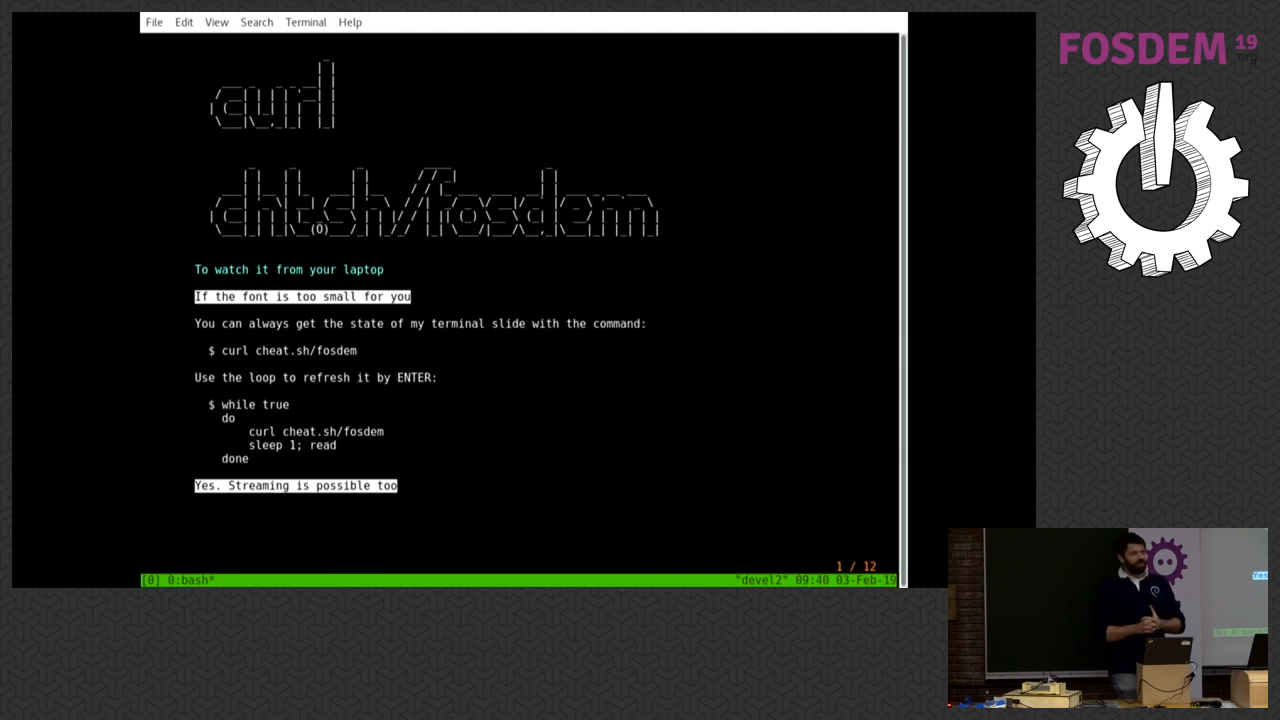 File Edit View Search Terminal Help
FOSDEM 19
.org
curl
cht.sh/fosdem
To watch it from your laptop
If the font is too small for you
You can always get the state of my terminal slide with the command:
$ curl cheat.sh/fosdem
Use the loop to refresh it by ENTER:
$ while true
do
curl cheat.sh/fosdem
sleep 1; read
done
Yes. Streaming is possible too
1 / 12
[0] 0:bash*
"devel2" 09:40 03-Feb-19
Yes